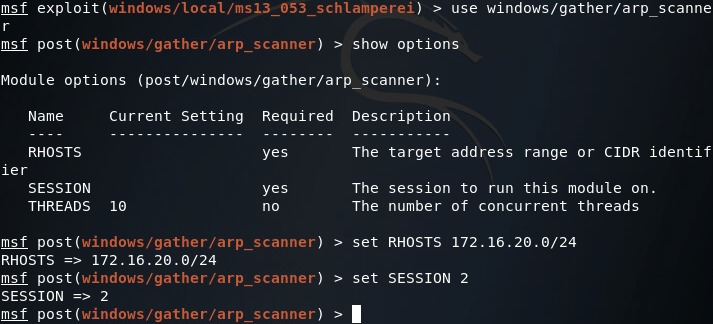 msf exploit(windows/local/ms13_053_schlamperei) > use windows/gather/arp_scanne
r
msf post(windows/gather/arp_scanner) > show options
Module options (post/windows/gather/arp_scanner):
Name     Current Setting  Required  Description
----     ---------------  --------  -----------
RHOSTS                    yes       The target address range or CIDR identif
ier
SESSION                   yes       The session to run this module on.
THREADS  10               no        The number of concurrent threads
msf post(windows/gather/arp_scanner) > set RHOSTS 172.16.20.0/24
RHOSTS => 172.16.20.0/24
msf post(windows/gather/arp_scanner) > set SESSION 2
SESSION => 2
msf post(windows/gather/arp_scanner) >